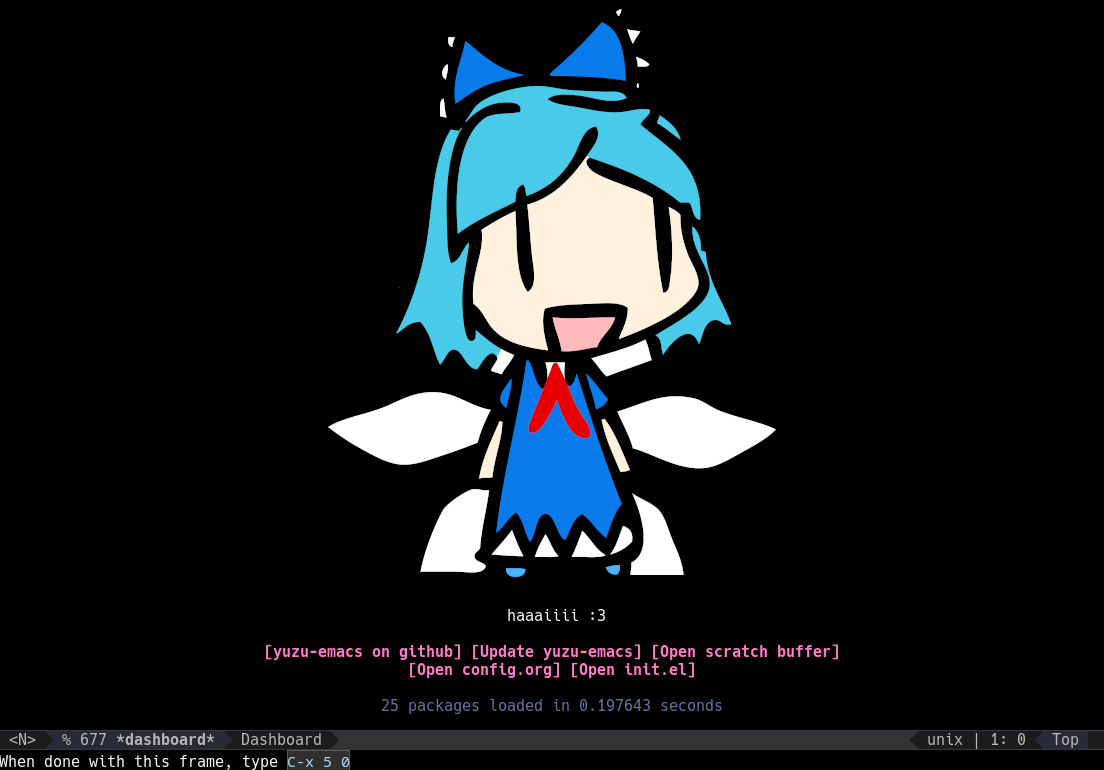 haaaiiii :3
[yuzu-emacs on github] [Update yuzu-emacs] [Open scratch buffer]
[Open config.org] [Open init.el]
25 packages loaded in 0.197643 seconds
<N> % 677 *dashboard* Dashboard unix | 1: 0 Top
When done with this frame, type C-x 5 0